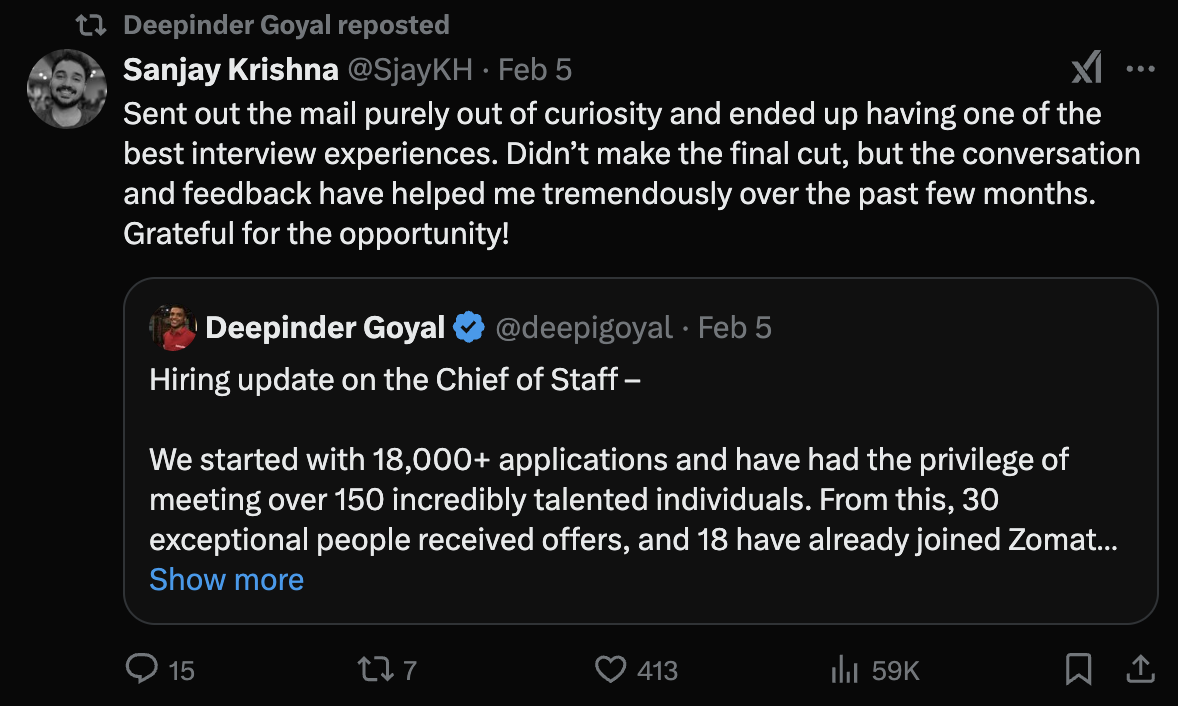 Deepinder Goyal reposted
Sanjay Krishna @SjayKH · Feb 5
Sent out the mail purely out of curiosity and ended up having one of the
best interview experiences. Didn’t make the final cut, but the conversation
and feedback have helped me tremendously over the past few months.
Grateful for the opportunity!
Deepinder Goyal @deepigoyal · Feb 5
Hiring update on the Chief of Staff –
We started with 18,000+ applications and have had the privilege of
meeting over 150 incredibly talented individuals. From this, 30
exceptional people received offers, and 18 have already joined Zomat...
Show more
15 7 413 59K